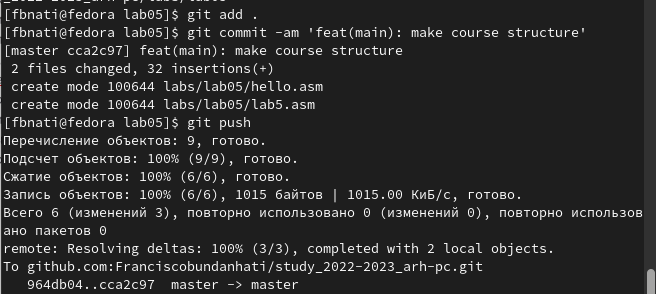 [fbnati@fedora lab05]$ git add .
[fbnati@fedora lab05]$ git commit -am 'feat(main): make course structure'
[master cca2c97] feat(main): make course structure
 2 files changed, 32 insertions(+)
 create mode 100644 labs/lab05/hello.asm
 create mode 100644 labs/lab05/lab5.asm
[fbnati@fedora lab05]$ git push
Перечисление объектов: 9, готово.
Подсчет объектов: 100% (9/9), готово.
Сжатие объектов: 100% (6/6), готово.
Запись объектов: 100% (6/6), 1015 байтов | 1015.00 КиБ/с, готово.
Всего 6 (изменений 3), повторно использовано 0 (изменений 0), повторно использов
ано пакетов 0
remote: Resolving deltas: 100% (3/3), completed with 2 local objects.
To github.com:Franciscobundanhati/study_2022-2023_arh-pc.git
   964db04..cca2c97  master -> master